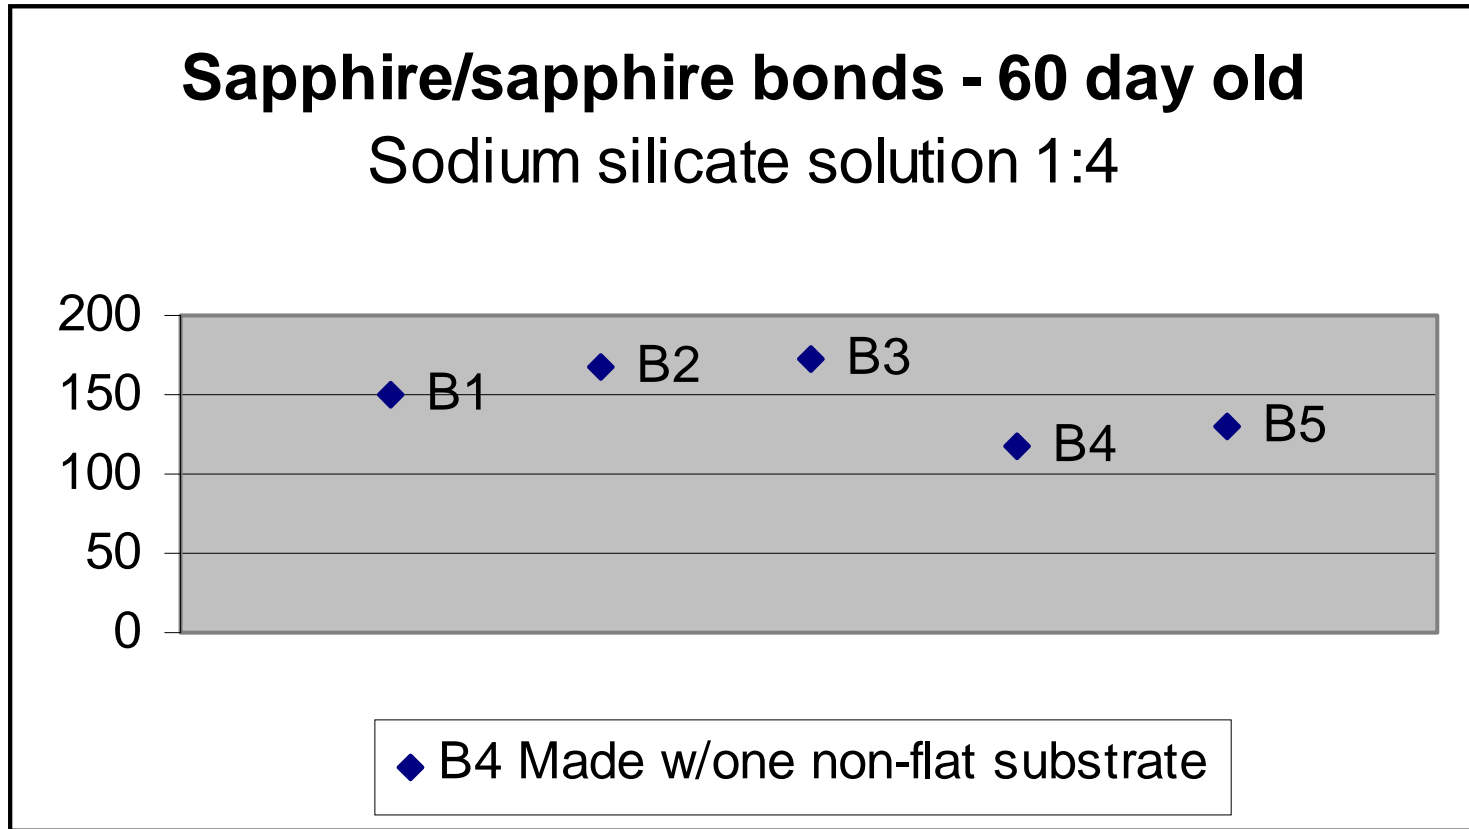 Sapphire/sapphire bonds - 60 day old
Sodium silicate solution 1:4
200
150
100
50
0
B1
B2
B3
B4
B5
B4 Made w/one non-flat substrate